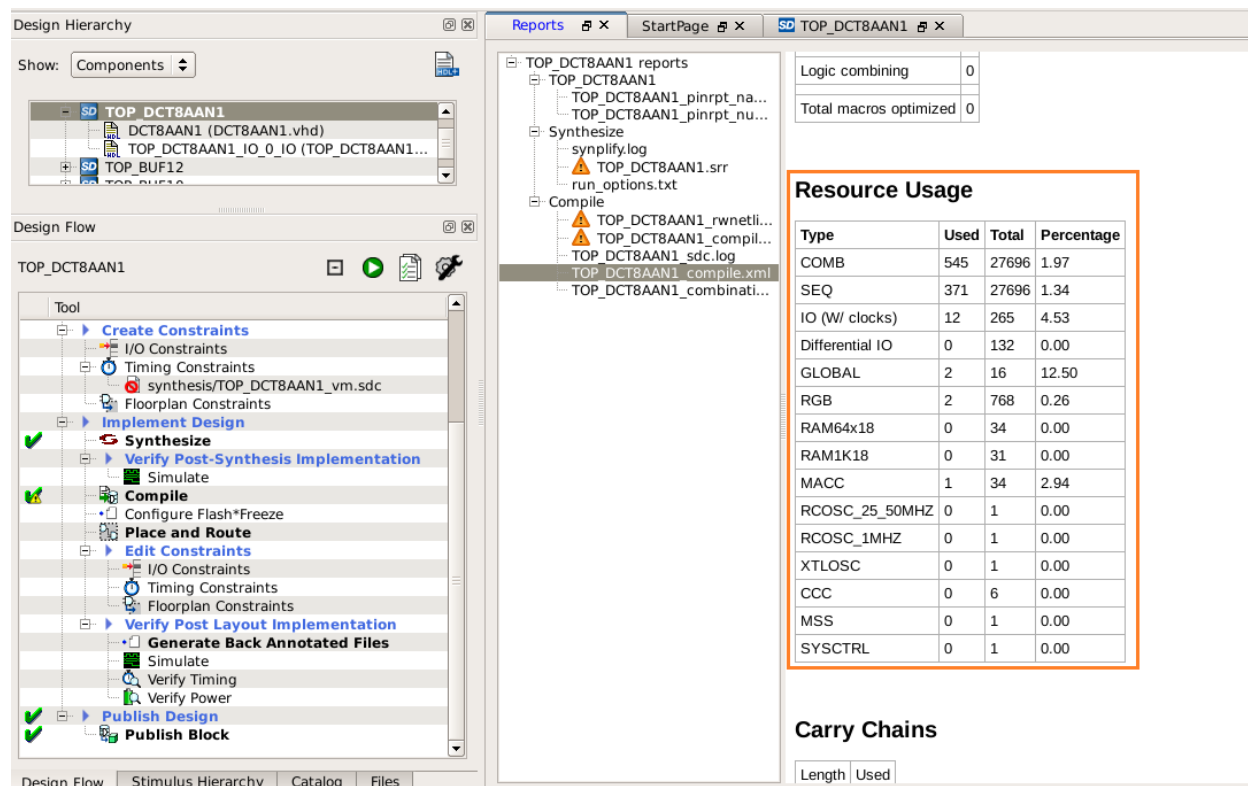 Design Hierarchy
Show: Components
HDL+
SD TOP_DCT8AAN1
DCT8AAN1 (DCT8AAN1.vhd)
TOP_DCT8AAN1_IO_0_IO (TOP_DCT8AAN1...
SD TOP_BUF12
Design Flow
TOP_DCT8AAN1
Tool
Create Constraints
I/O Constraints
Timing Constraints
synthesis/TOP_DCT8AAN1_vm.sdc
Floorplan Constraints
Implement Design
Synthesize
Verify Post-Synthesis Implementation
Simulate
Compile
Configure Flash*Freeze
Place and Route
Edit Constraints
I/O Constraints
Timing Constraints
Floorplan Constraints
Verify Post Layout Implementation
Generate Back Annotated Files
Simulate
Verify Timing
Verify Power
Publish Design
Publish Block
Design Flow Stimulus Hierarchy Catalog Files
Reports StartPage SD TOP_DCT8AAN1
TOP_DCT8AAN1 reports
TOP_DCT8AAN1
TOP_DCT8AAN1_pinrpt_na...
TOP_DCT8AAN1_pinrpt_nu...
Synthesize
synplify.log
TOP_DCT8AAN1.srr
run_options.txt
Compile
TOP_DCT8AAN1_rwnetli...
TOP_DCT8AAN1_compil...
TOP_DCT8AAN1_sdc.log
TOP_DCT8AAN1_compile.xml
TOP_DCT8AAN1_combinati...
Logic combining 0
Total macros optimized 0
Resource Usage
Type Used Total Percentage
COMB 545 27696 1.97
SEQ 371 27696 1.34
IO (W/ clocks) 12 265 4.53
Differential IO 0 132 0.00
GLOBAL 2 16 12.50
RGB 2 768 0.26
RAM64x18 0 34 0.00
RAM1K18 0 31 0.00
MACC 1 34 2.94
RCOSC_25_50MHZ 0 1 0.00
RCOSC_1MHZ 0 1 0.00
XTLOSC 0 1 0.00
CCC 0 6 0.00
MSS 0 1 0.00
SYSCTRL 0 1 0.00
Carry Chains
Length Used